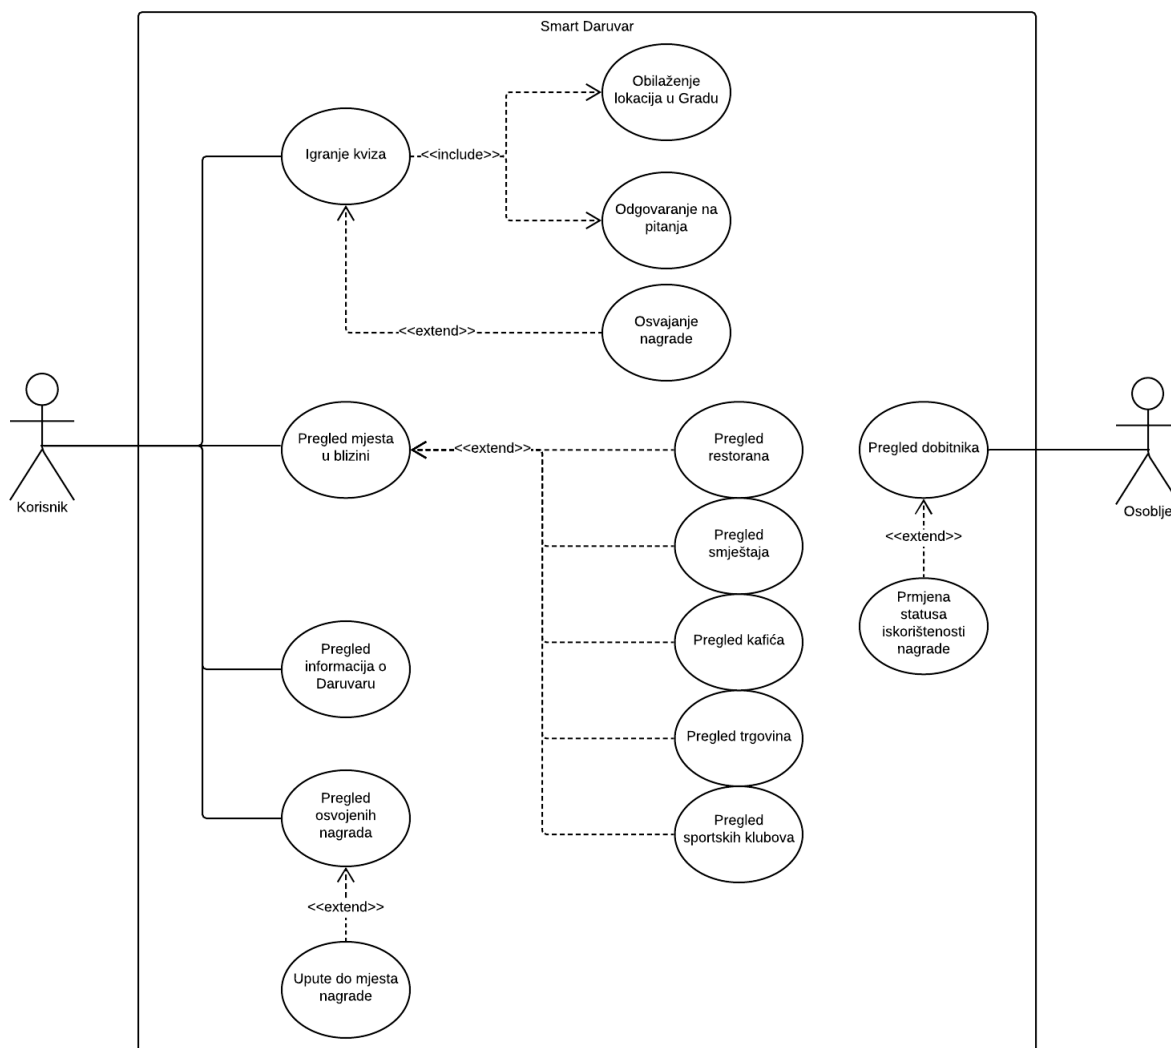 Smart Daruvar
Obilaženje
lokacija u Gradu
Igranje kviza
<<include>>
Odgovaranje na
pitanja
<<extend>>
Osvajanje
nagrade
Korisnik
Pregled mjesta
u blizini
<<extend>>
Pregled
restorana
Pregled dobitnika
Osoblje
<<extend>>
Pregled
smještaja
Prmjena
statusa
iskorištenosti
nagrade
Pregled kafića
Pregled
informacija o
Daruvaru
Pregled trgovina
Pregled
osvojenih
nagrada
Pregled
sportskih klubova
<<extend>>
Upute do mjesta
nagrade